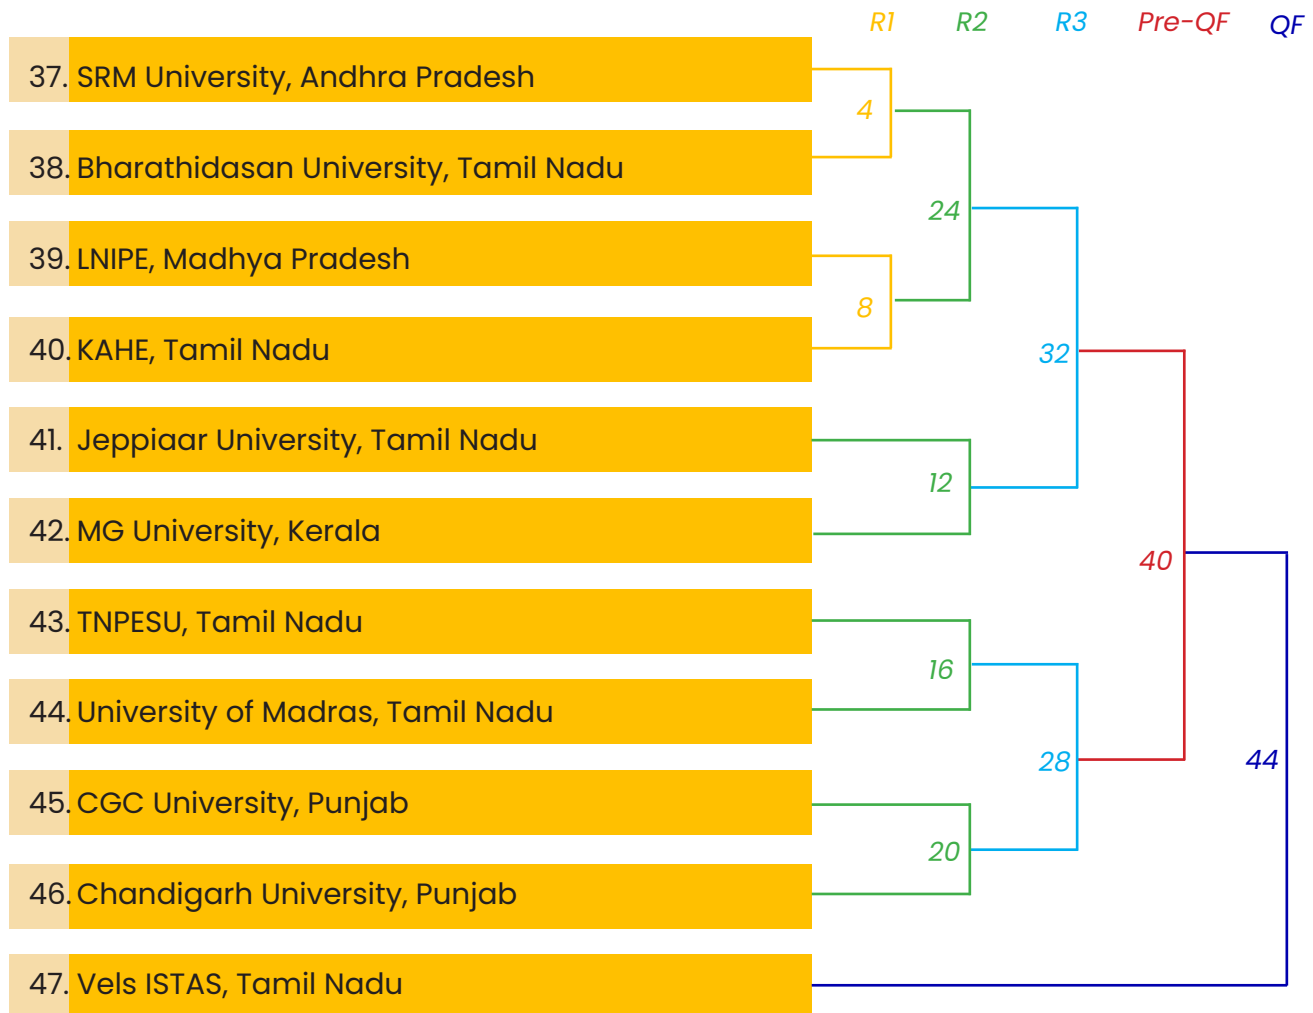 R1 R2 R3 Pre-QF QF
37. SRM University, Andhra Pradesh
4
38. Bharathidasan University, Tamil Nadu
24
39. LNIPE, Madhya Pradesh
8
40. KAHE, Tamil Nadu
32
41. Jeppiaar University, Tamil Nadu
12
42. MG University, Kerala
40
43. TNPESU, Tamil Nadu
16
44. University of Madras, Tamil Nadu
28
44
45. CGC University, Punjab
20
46. Chandigarh University, Punjab
47. Vels ISTAS, Tamil Nadu